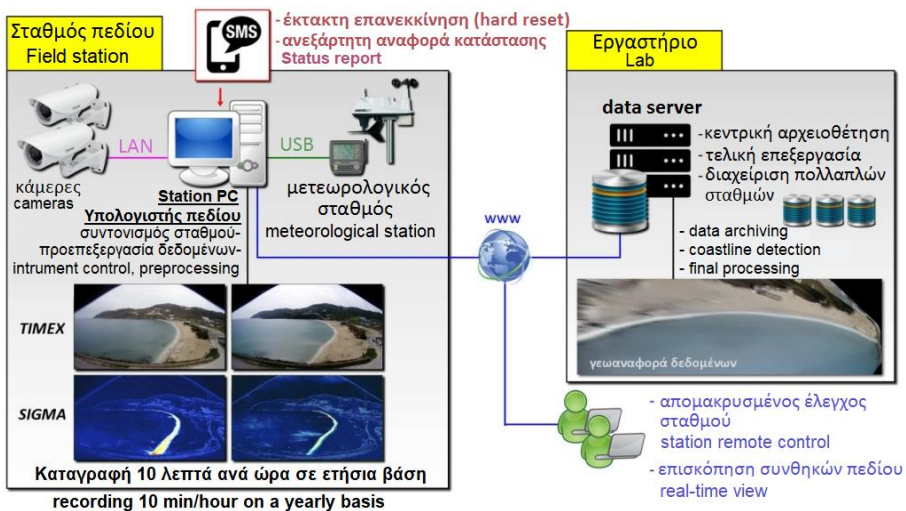 Σταθμός πεδίου
Field station
SMS
- έκτακτη επανεκκίνηση (hard reset)
- ανεξάρτητη αναφορά κατάστασης
Status report
LAN
USB
κάμερες
cameras
Station PC
Υπολογιστής πεδίου
συντονισμός σταθμού-
προεπεξεργασία δεδομένων-
intrument control, preprocessing
μετεωρολογικός
σταθμός
meteorological station
TIMEX
SIGMA
Καταγραφή 10 λεπτά ανά ώρα σε ετήσια βάση
recording 10 min/hour on a yearly basis
www
Εργαστήριο
Lab
data server
- κεντρική αρχειοθέτηση
- τελική επεξεργασία
- διαχείριση πολλαπλών
σταθμών
- data archiving
- coastline detection
- final processing
γεωαναφορά δεδομένων
- απομακρυσμένος έλεγχος
σταθμού
station remote control
- επισκόπηση συνθηκών πεδίου
real-time view